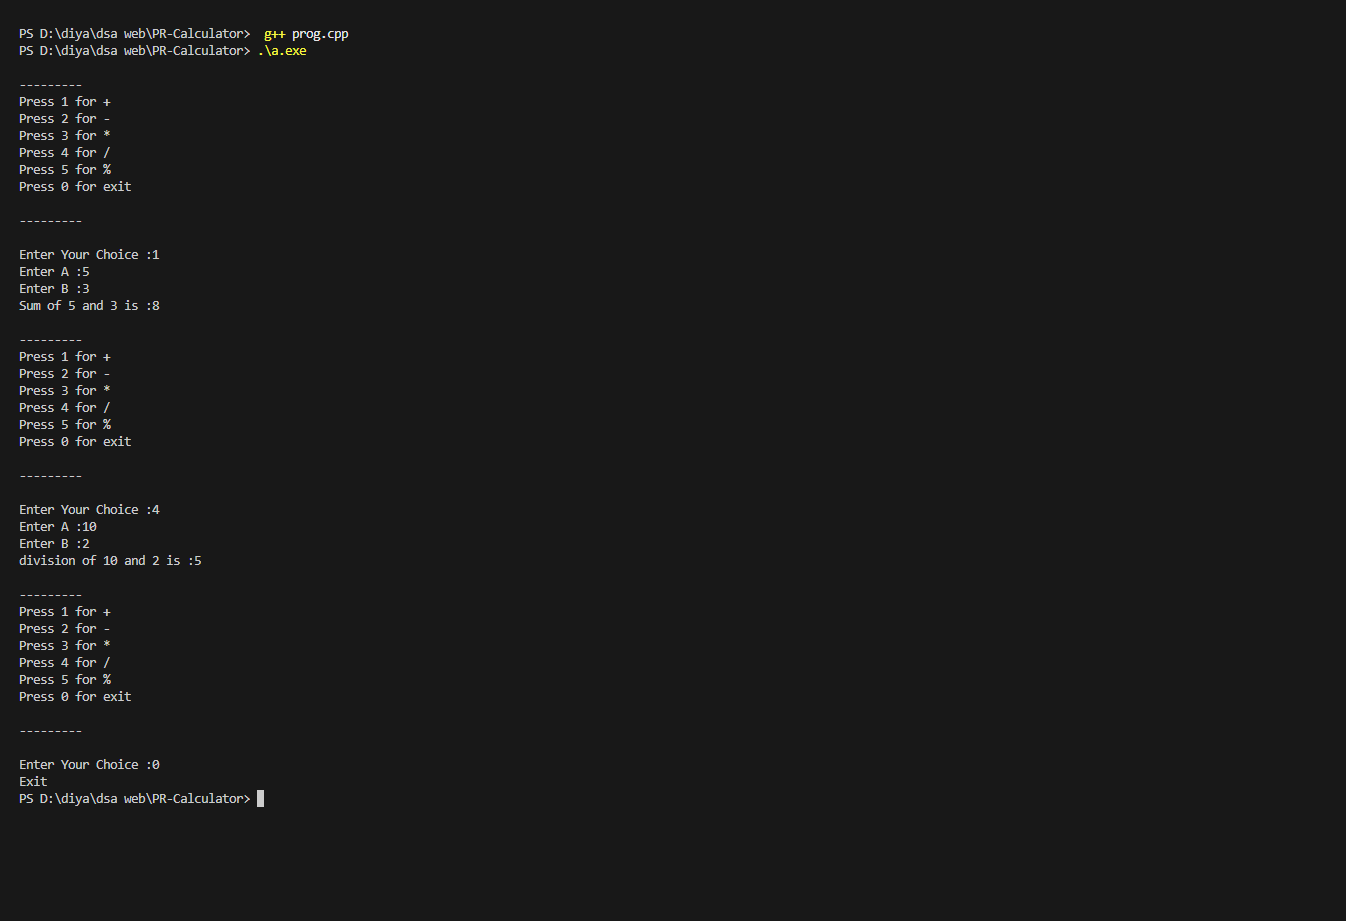 PS D:\diya\dsa web\PR-Calculator>  g++ prog.cpp
PS D:\diya\dsa web\PR-Calculator> .\a.exe
---------
Press 1 for +
Press 2 for -
Press 3 for *
Press 4 for /
Press 5 for %
Press 0 for exit
---------
Enter Your Choice :1
Enter A :5
Enter B :3
Sum of 5 and 3 is :8
---------
Press 1 for +
Press 2 for -
Press 3 for *
Press 4 for /
Press 5 for %
Press 0 for exit
---------
Enter Your Choice :4
Enter A :10
Enter B :2
division of 10 and 2 is :5
---------
Press 1 for +
Press 2 for -
Press 3 for *
Press 4 for /
Press 5 for %
Press 0 for exit
---------
Enter Your Choice :0
Exit
PS D:\diya\dsa web\PR-Calculator>